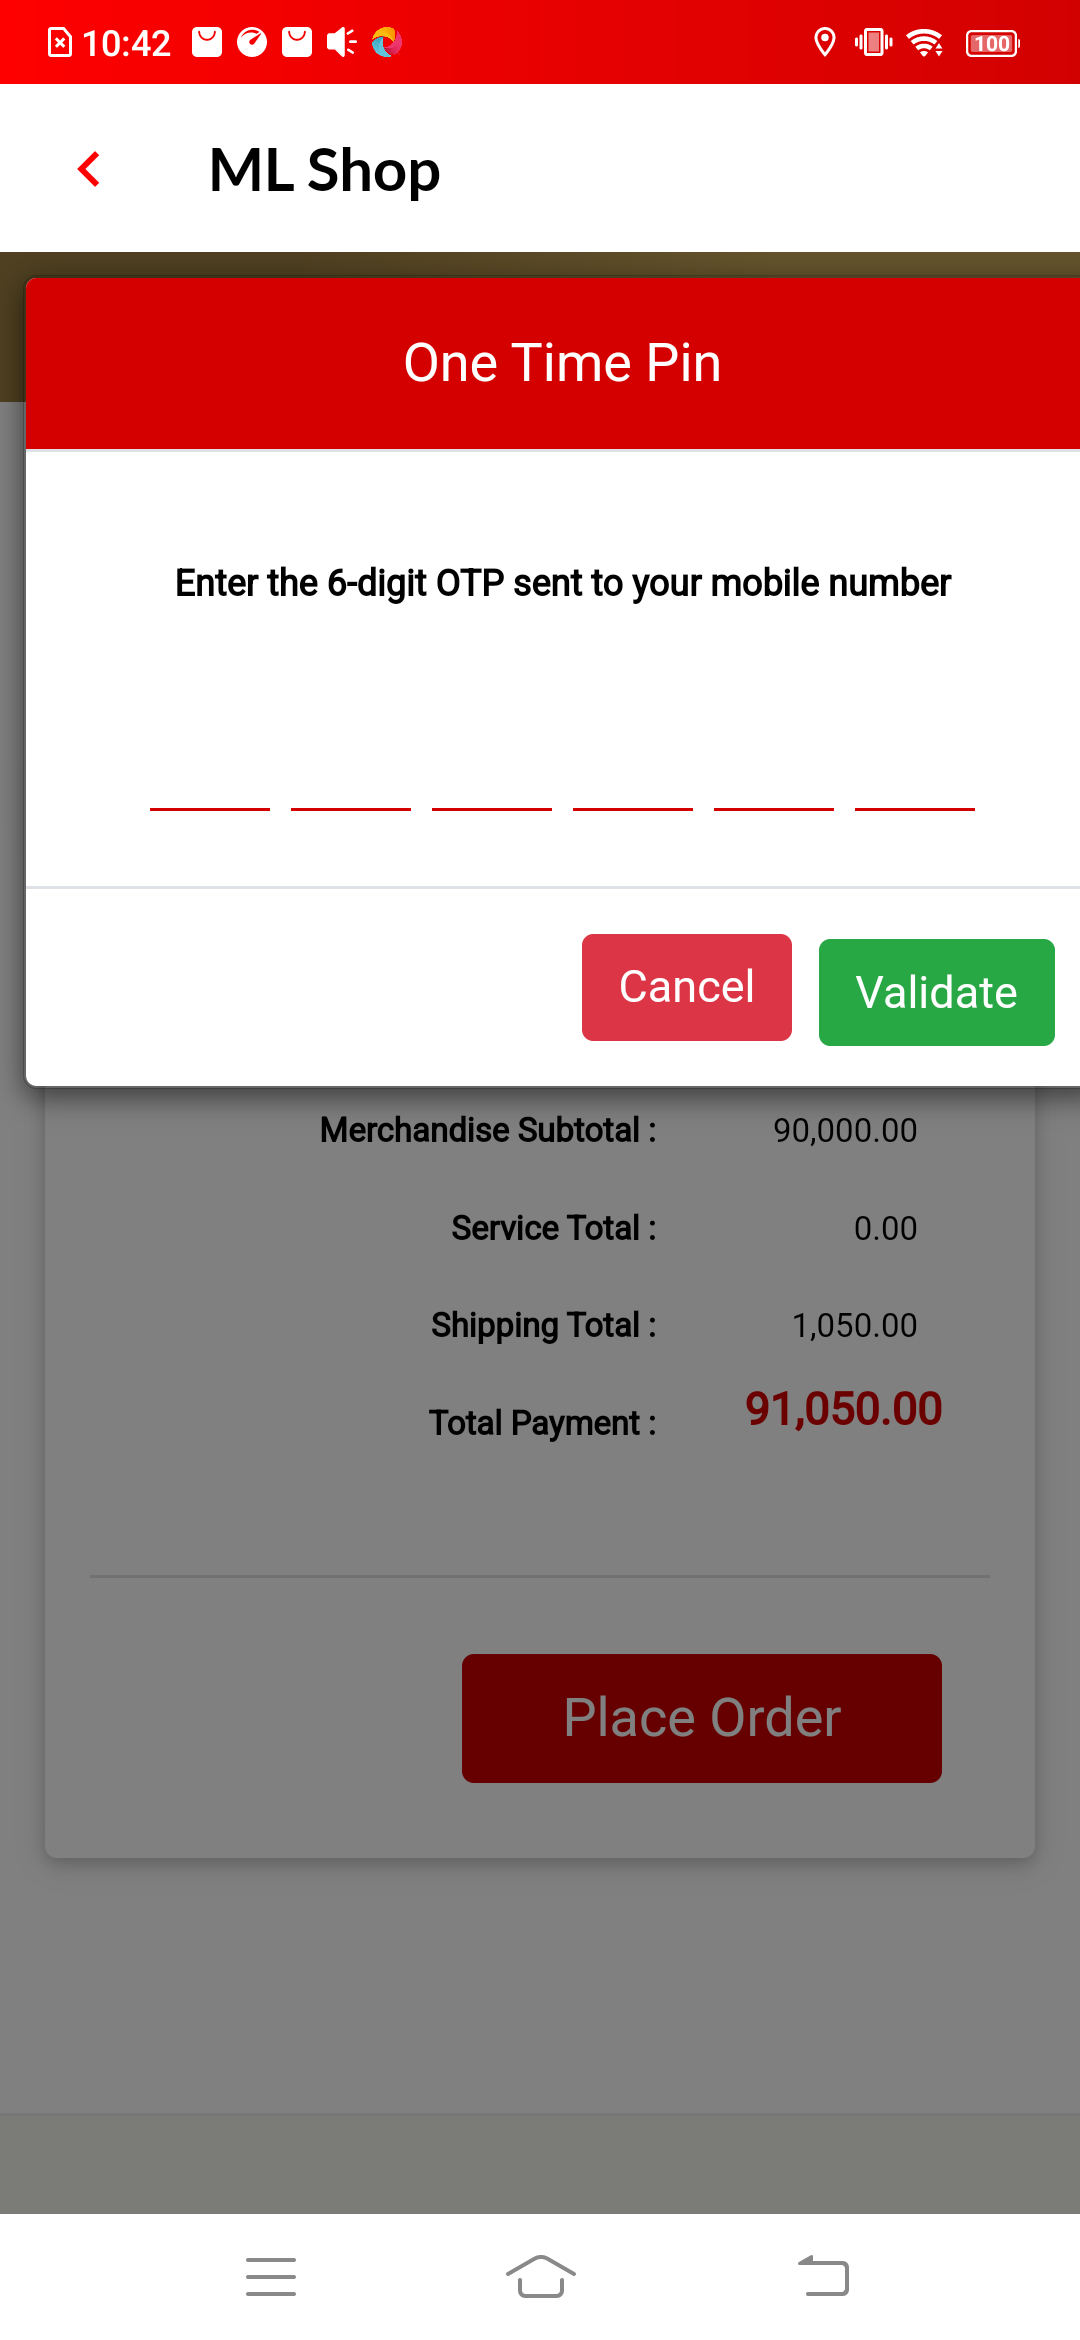 10:42
100
ML Shop
One Time Pin
Enter the 6-digit OTP sent to your mobile number
Cancel
Validate
Merchandise Subtotal : 90,000.00
Service Total : 0.00
Shipping Total : 1,050.00
Total Payment : 91,050.00
Place Order